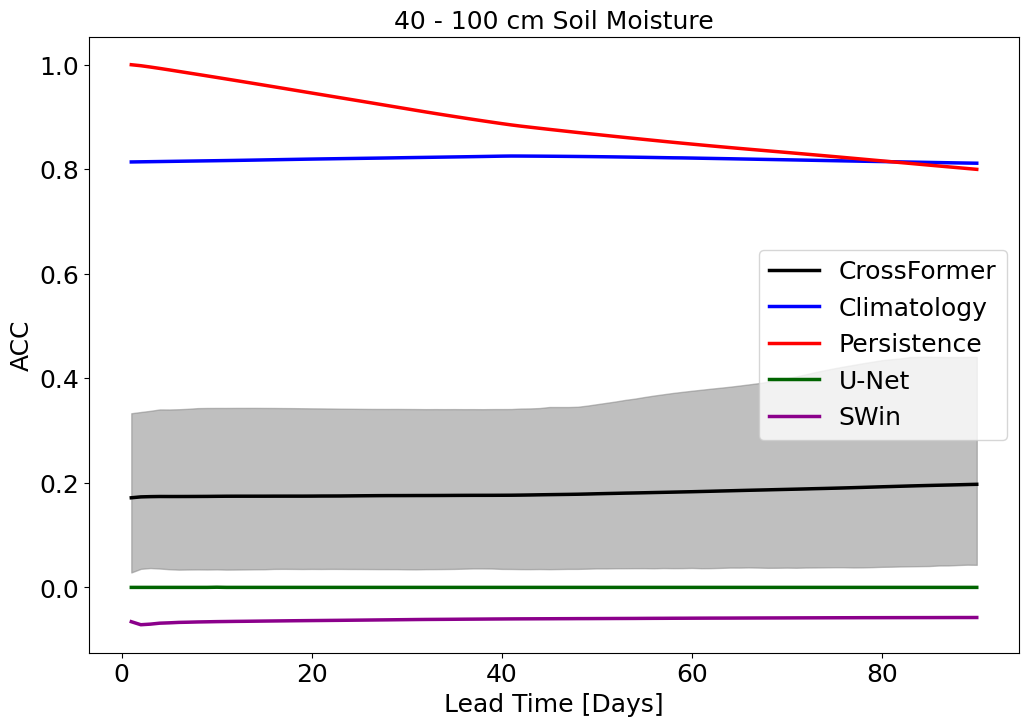 40 - 100 cm Soil Moisture
ACC
1.0
0.8
0.6
0.4
0.2
0.0
CrossFormer
Climatology
Persistence
U-Net
SWin
0
20
40
60
80
Lead Time [Days]